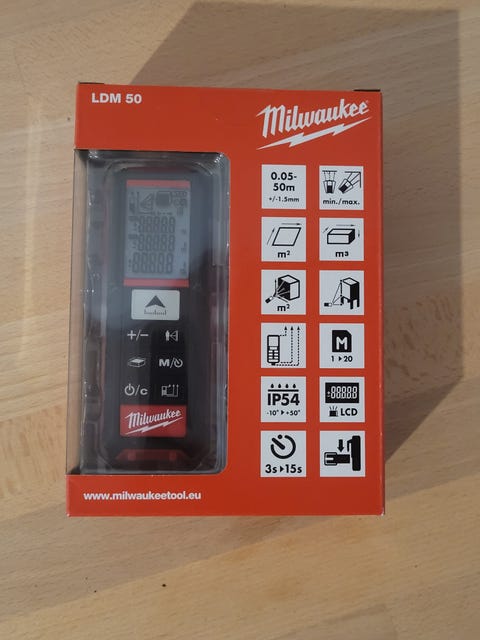 LDM 50
Milwaukee
0.05-
50m
+/-1.5mm
min./max.
m²
m³
m²
M
1 ▸ 20
IP54
-10° ▸ +50°
LCD
3s ▸ 15s
+/-
M/
/C
Milwaukee
www.milwaukeetool.eu